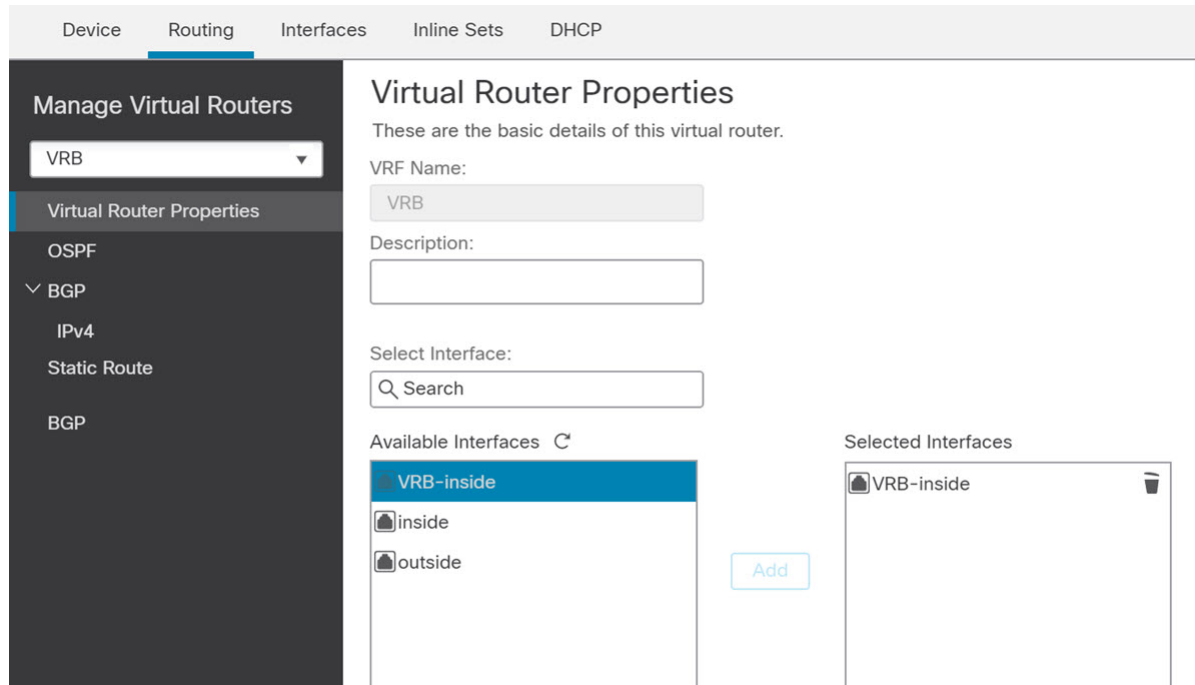 Device Routing Interfaces Inline Sets DHCP
Manage Virtual Routers
VRB
Virtual Router Properties
OSPF
BGP
IPv4
Static Route
BGP
Virtual Router Properties
These are the basic details of this virtual router.
VRF Name:
VRB
Description:
Select Interface:
Search
Available Interfaces
VRB-inside
inside
outside
Add
Selected Interfaces
VRB-inside